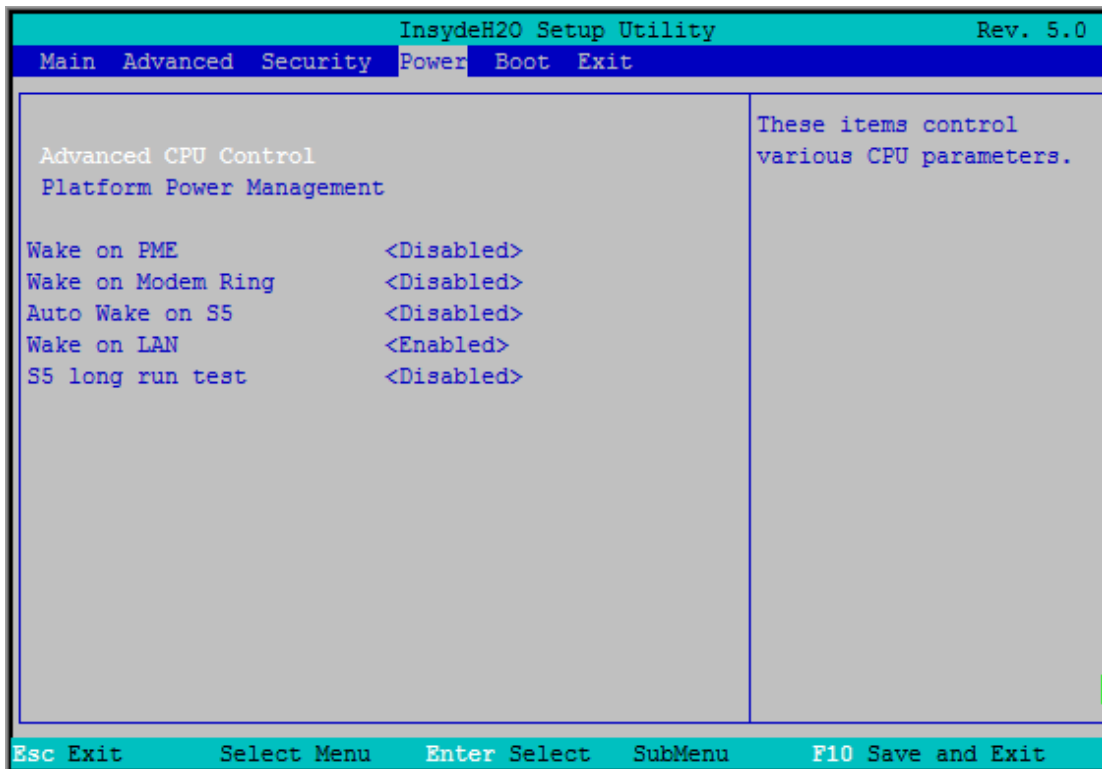 InsydeH2O Setup Utility Rev. 5.0
Main Advanced Security Power Boot Exit
These items control
various CPU parameters.
Advanced CPU Control
Platform Power Management
Wake on PME <Disabled>
Wake on Modem Ring <Disabled>
Auto Wake on S5 <Disabled>
Wake on LAN <Enabled>
S5 long run test <Disabled>
Esc Exit Select Menu Enter Select SubMenu F10 Save and Exit